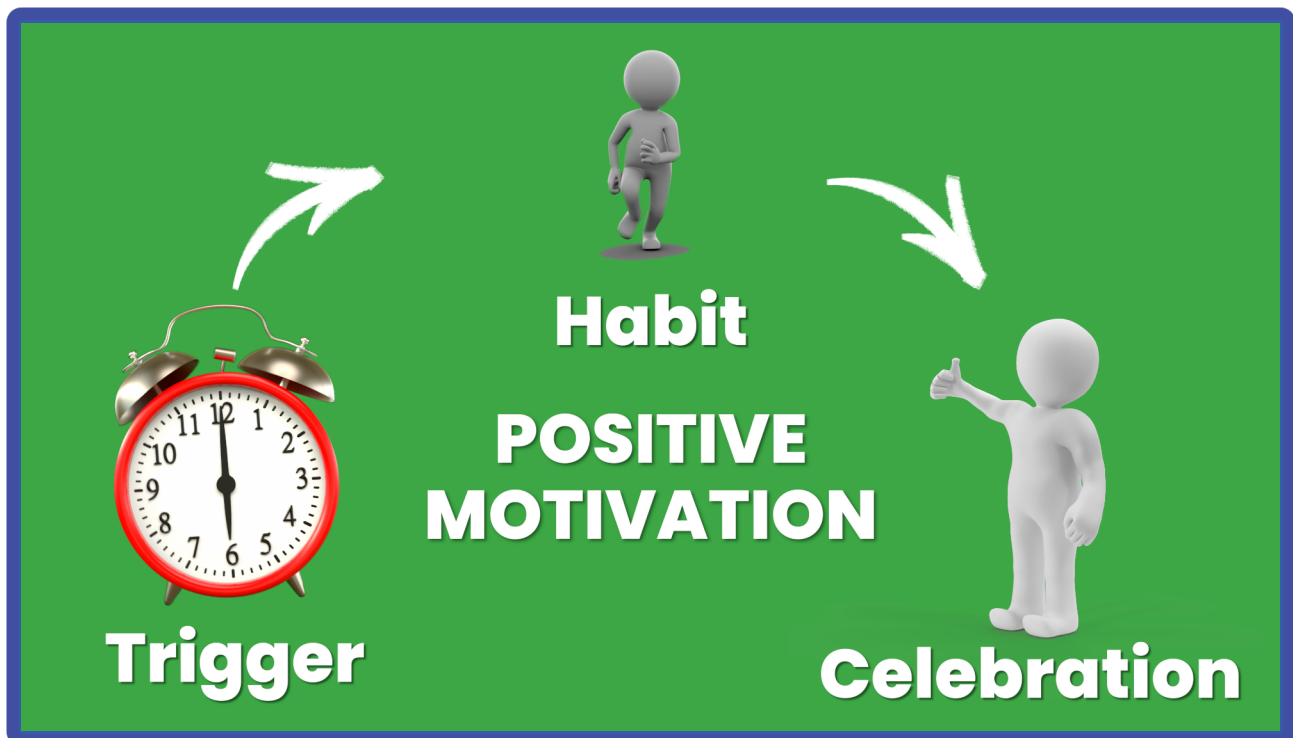 Habit
POSITIVE
MOTIVATION
Trigger
Celebration
12
1
2
3
4
5
6
7
8
9
10
11